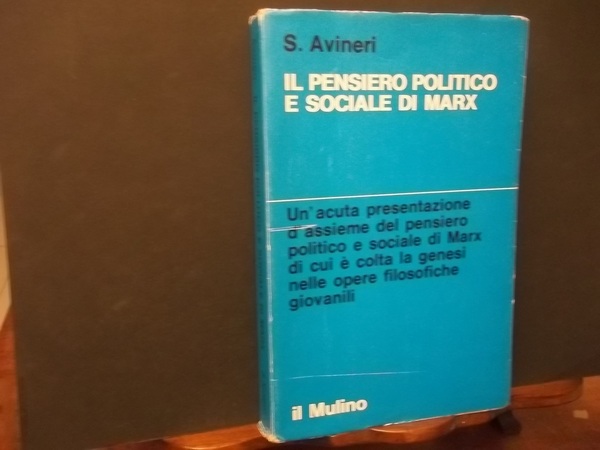 S. Avineri
IL PENSIERO POLITICO
E SOCIALE DI MARX
Un'acuta presentazione
d'assieme del pensiero
politico e sociale di Marx
di cui è colta la genesi
nelle opere filosofiche
giovanili
il Mulino